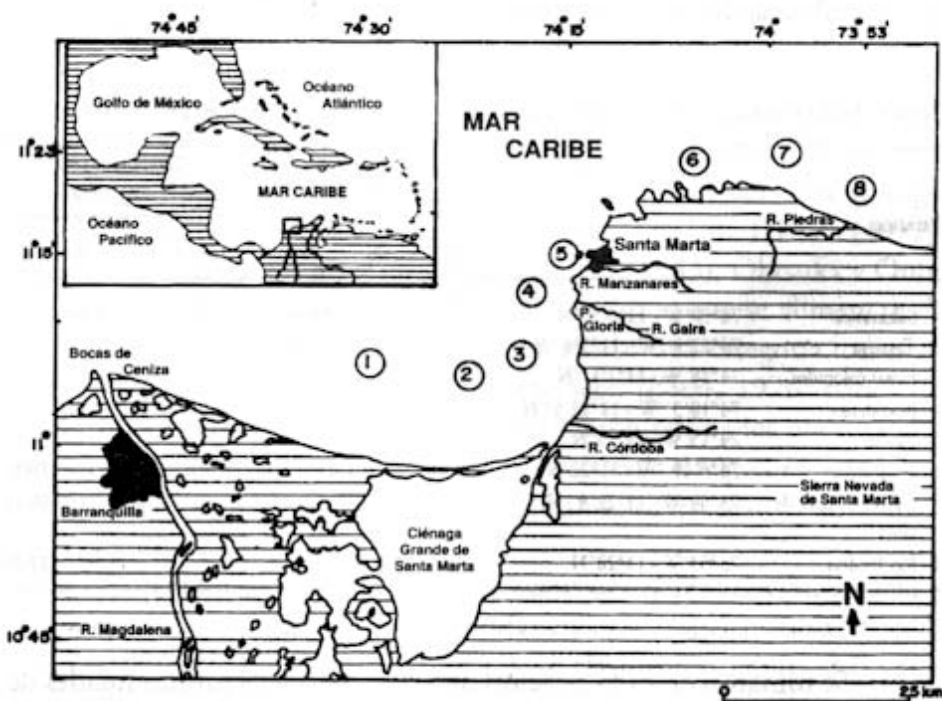 74° 45'
74° 30'
74° 15'
74°
73° 53'
11° 23'
11° 15'
11°
10° 45'
Golfo de México
Océano
Atlántico
MAR CARIBE
Océano
Pacífico
MAR
CARIBE
6
7
8
R. Piedras
5
Santa Marta
R. Manzanares
4
P.
Gloria
R. Gaira
1
2
3
Bocas de
Ceniza
R. Córdoba
Barranquilla
Sierra Nevada
de Santa Marta
Ciénaga
Grande de
Santa Marta
R. Magdalena
N
0
25 km